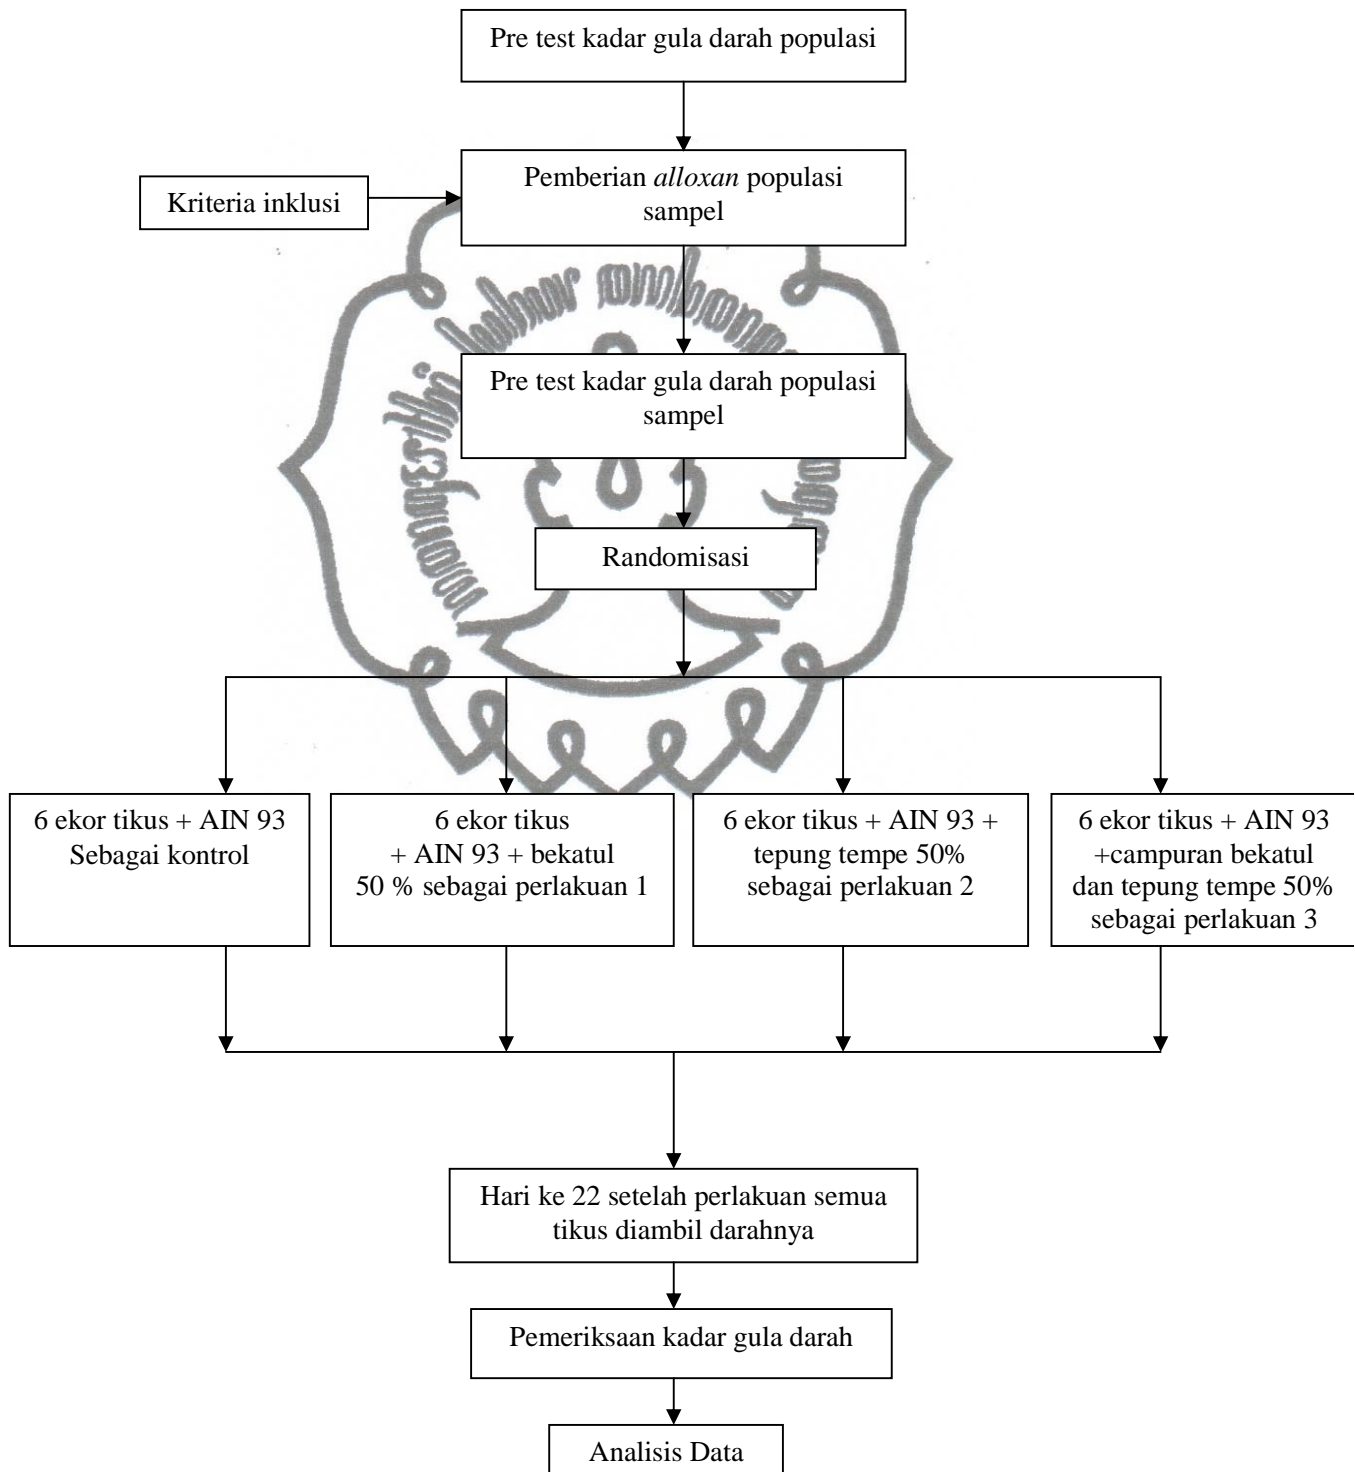 Pre test kadar gula darah populasi
Pemberian alloxan populasi
sampel
Kriteria inklusi
Pre test kadar gula darah populasi
sampel
Randomisasi
6 ekor tikus + AIN 93
Sebagai kontrol
6 ekor tikus
+ AIN 93 + bekatul
50 % sebagai perlakuan 1
6 ekor tikus + AIN 93 +
tepung tempe 50%
sebagai perlakuan 2
6 ekor tikus + AIN 93
+campuran bekatul
dan tepung tempe 50%
sebagai perlakuan 3
Hari ke 22 setelah perlakuan semua
tikus diambil darahnya
Pemeriksaan kadar gula darah
Analisis Data